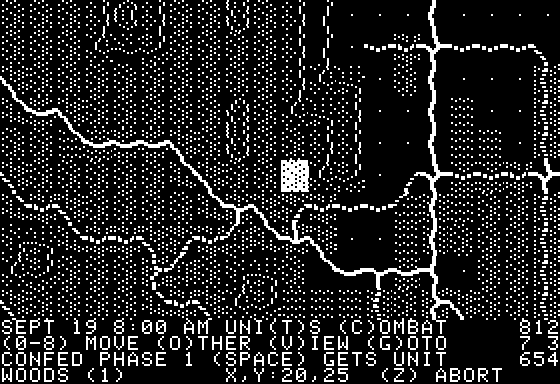 SEPT 19 8:00 AM UNI(T)S (C)OMBAT 812
(0-8) MOVE (O)THER (V)IEW (G)OTO 7.3
CONFED PHASE 1 (SPACE) GETS UNIT 654
WOODS (1) X,Y:20,25 (Z) ABORT